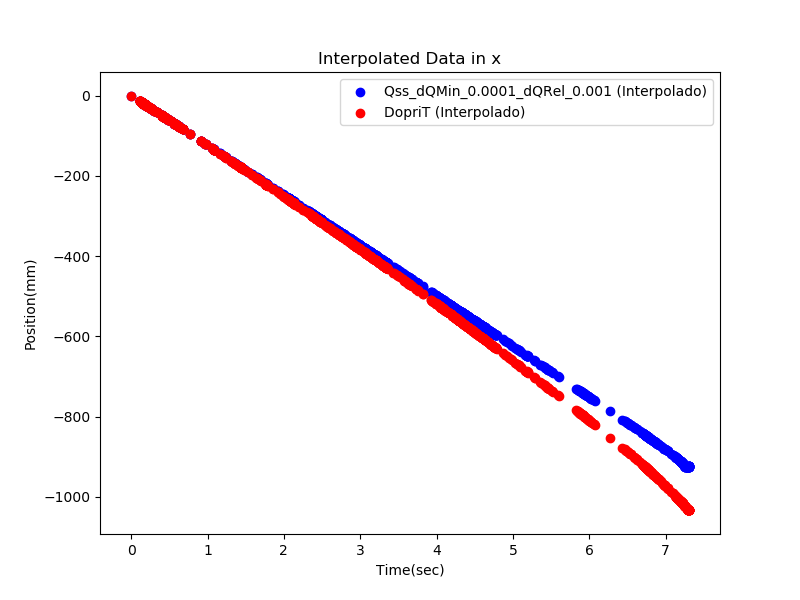 Interpolated Data in x
Qss_dQMin_0.0001_dQRel_0.001 (Interpolado)
DopriT (Interpolado)
0
−200
−400
−600
−800
−1000
Position(mm)
0 1 2 3 4 5 6 7
Time(sec)